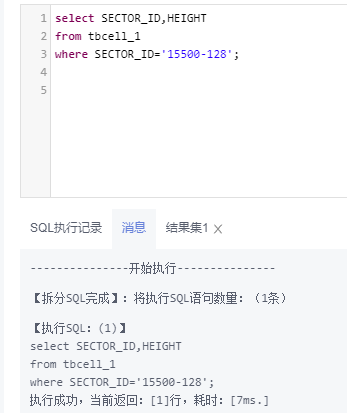 1 select SECTOR_ID,HEIGHT
2 from tbcell_1
3 where SECTOR_ID='15500-128';
4
5
SQL执行记录 消息 结果集1 ×
---------------开始执行---------------
【拆分SQL完成】：将执行SQL语句数量：（1条）
【执行SQL：(1)】
select SECTOR_ID,HEIGHT
from tbcell_1
where SECTOR_ID='15500-128';
执行成功，当前返回：[1]行，耗时：[7ms.]